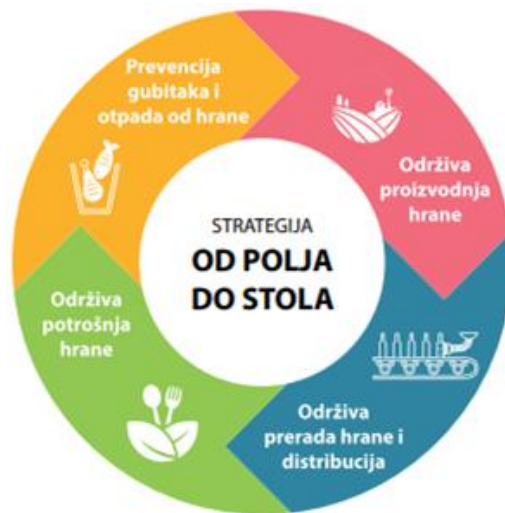 Prevencija
gubitaka i
otpada od hrane
Održiva
proizvodnja
hrane
STRATEGIJA
OD POLJA
DO STOLA
Održiva
potrošnja
hrane
Održiva
prerada hrane i
distribucija